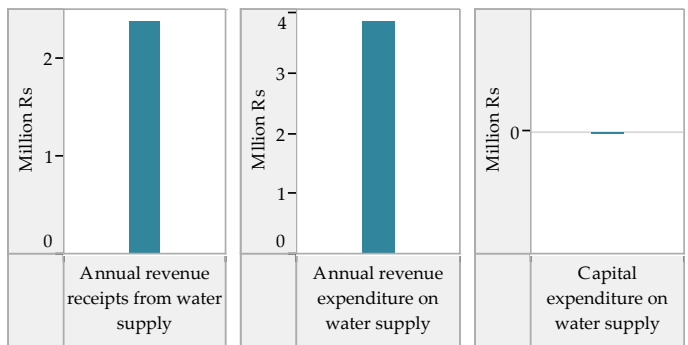 Million Rs
2
1
0
Annual revenue
receipts from water
supply
Mllion Rs
4
3
2
1
0
Annual revenue
expenditure on
water supply
Million Rs
0
Capital
expenditure on
water supply